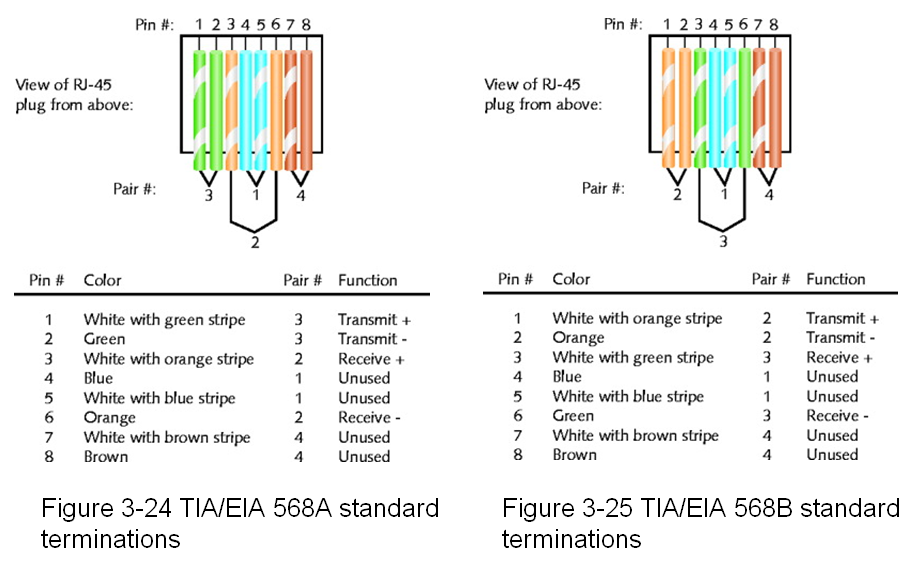 Pin #: 1 2 3 4 5 6 7 8
View of RJ-45
plug from above:
Pair #:
3 1 4
2
Pin # Color Pair # Function
1 White with green stripe 3 Transmit +
2 Green 3 Transmit -
3 White with orange stripe 2 Receive +
4 Blue 1 Unused
5 White with blue stripe 1 Unused
6 Orange 2 Receive -
7 White with brown stripe 4 Unused
8 Brown 4 Unused
Figure 3-24 TIA/EIA 568A standard
terminations
Pin #: 1 2 3 4 5 6 7 8
View of RJ-45
plug from above:
Pair #:
2 1 4
3
Pin # Color Pair # Function
1 White with orange stripe 2 Transmit +
2 Orange 2 Transmit -
3 White with green stripe 3 Receive +
4 Blue 1 Unused
5 White with blue stripe 1 Unused
6 Green 3 Receive -
7 White with brown stripe 4 Unused
8 Brown 4 Unused
Figure 3-25 TIA/EIA 568B standard
terminations